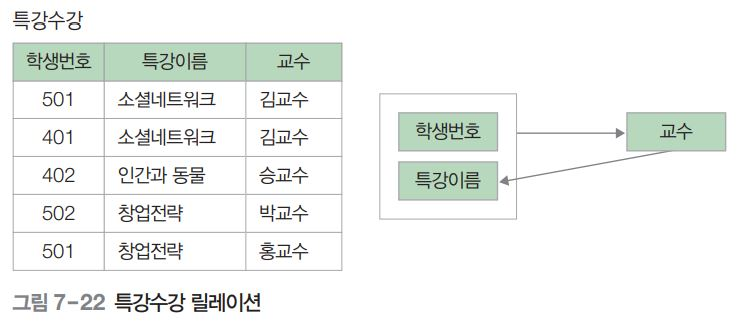 특강수강
학생번호 특강이름 교수
501 소셜네트워크 김교수
401 소셜네트워크 김교수
402 인간과 동물 승교수
502 창업전략 박교수
501 창업전략 홍교수
학생번호 교수
특강이름
그림 7-22 특강수강 릴레이션